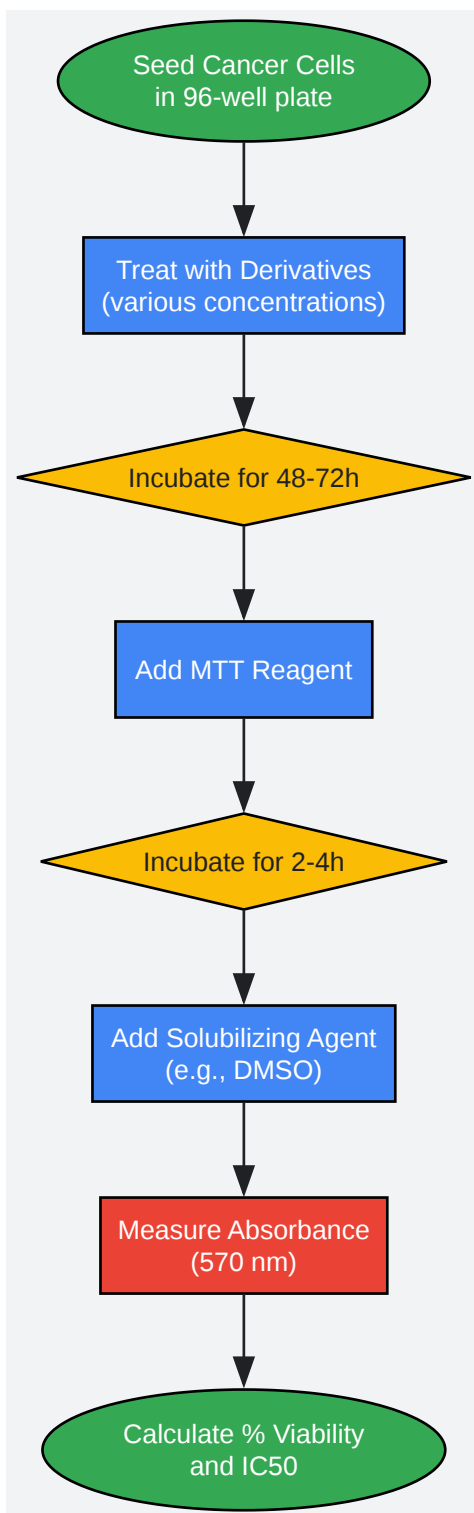 Seed Cancer Cells
in 96-well plate
Treat with Derivatives
(various concentrations)
Incubate for 48-72h
Add MTT Reagent
Incubate for 2-4h
Add Solubilizing Agent
(e.g., DMSO)
Measure Absorbance
(570 nm)
Calculate % Viability
and IC50